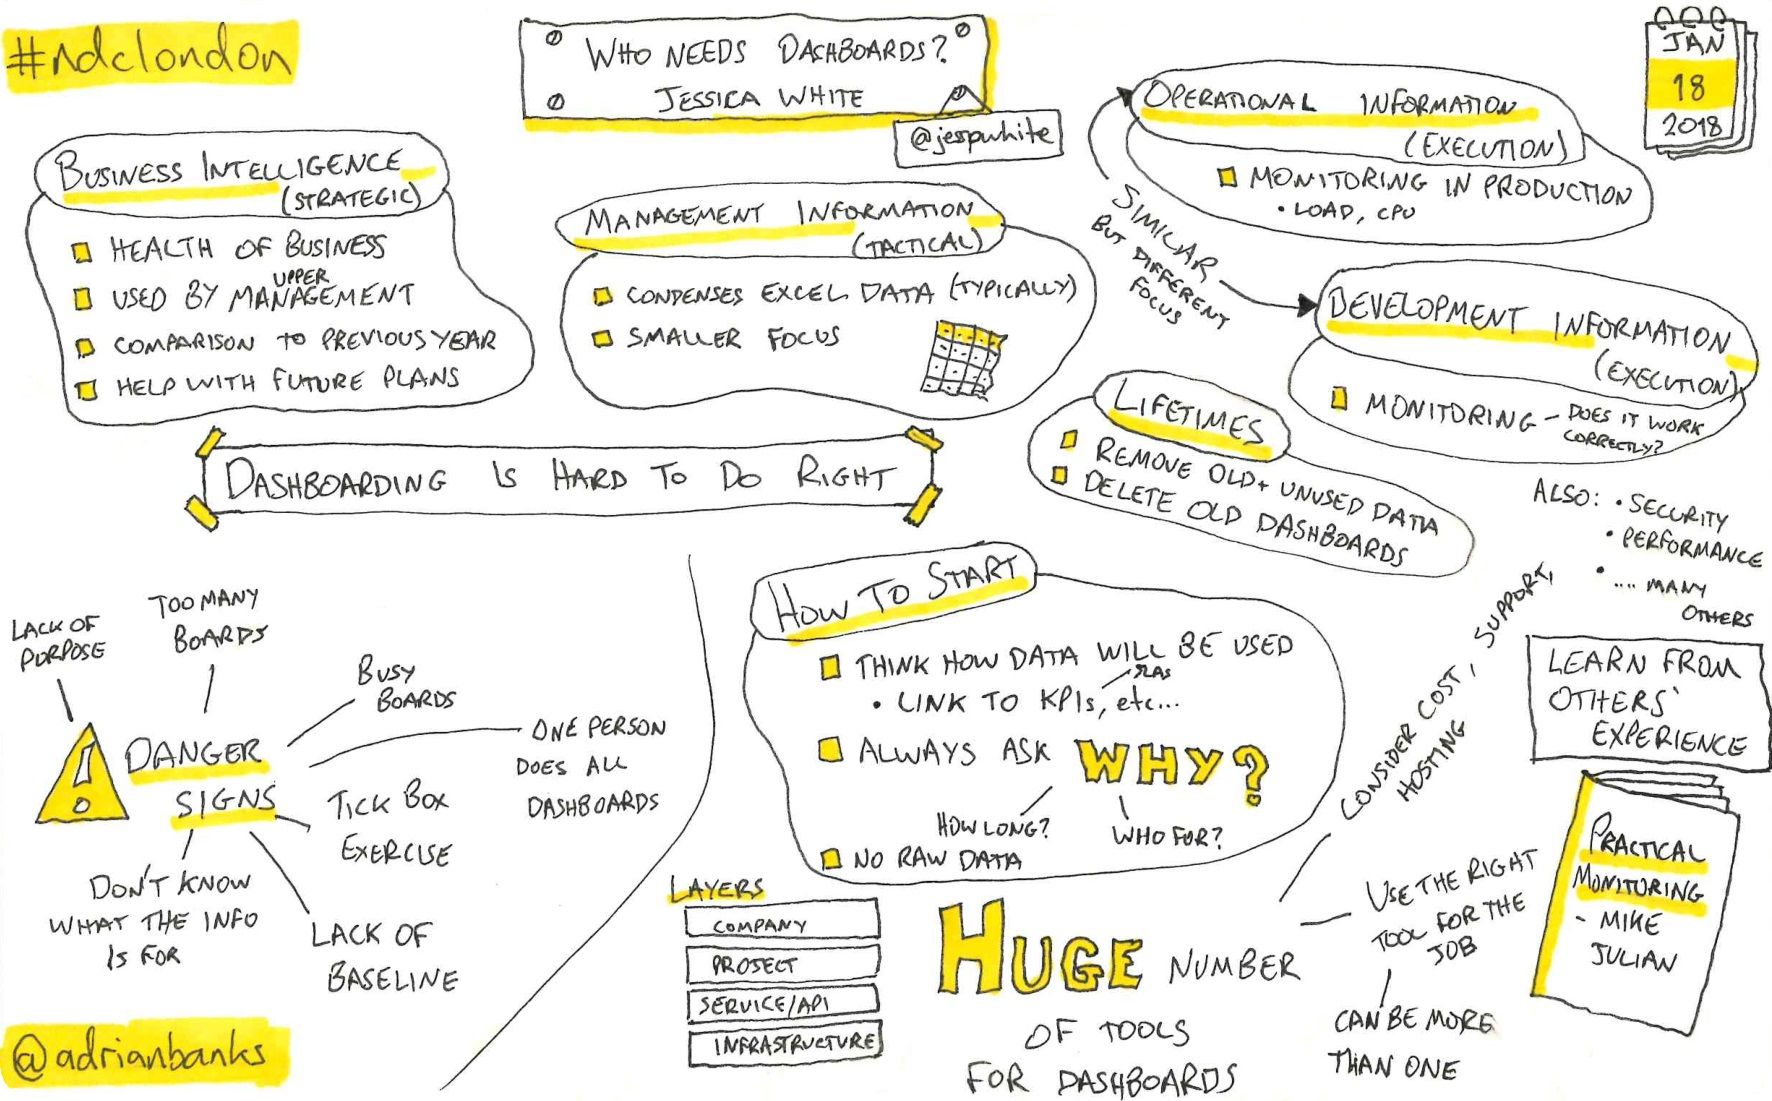 #ndclondon
WHO NEEDS DASHBOARDS?
JESSICA WHITE
@jespwhite
JAN
18
2018
BUSINESS INTELLIGENCE
(STRATEGIC)
HEALTH OF BUSINESS
UPPER
USED BY MANAGEMENT
COMPARISON TO PREVIOUS YEAR
HELP WITH FUTURE PLANS
MANAGEMENT INFORMATION
(TACTICAL)
CONDENSES EXCEL DATA (TYPICALLY)
SMALLER FOCUS
OPERATIONAL INFORMATION
(EXECUTION)
MONITORING IN PRODUCTION
• LOAD, CPU
SIMILAR
BUT DIFFERENT
FOCUS
DEVELOPMENT INFORMATION
(EXECUTION)
MONITORING - DOES IT WORK
CORRECTLY?
ALSO: • SECURITY
• PERFORMANCE
• .... MANY
OTHERS
LIFETIMES
REMOVE OLD + UNUSED DATA
DELETE OLD DASHBOARDS
DASHBOARDING IS HARD TO DO RIGHT
DANGER
SIGNS
LACK OF
PURPOSE
TOO MANY
BOARDS
BUSY
BOARDS
ONE PERSON
DOES ALL
DASHBOARDS
TICK BOX
EXERCISE
LACK OF
BASELINE
DON'T KNOW
WHAT THE INFO
IS FOR
HOW TO START
THINK HOW DATA WILL BE USED
SLAs
• LINK TO KPIs, etc...
ALWAYS ASK WHY?
HOW LONG?
WHO FOR?
NO RAW DATA
LAYERS
COMPANY
PROJECT
SERVICE/API
INFRASTRUCTURE
HUGE NUMBER
OF TOOLS
FOR DASHBOARDS
CONSIDER COST, SUPPORT,
HOSTING
USE THE RIGHT
TOOL FOR THE
JOB
CAN BE MORE
THAN ONE
LEARN FROM
OTHERS'
EXPERIENCE
PRACTICAL
MONITORING
- MIKE
JULIAN
@adrianbanks